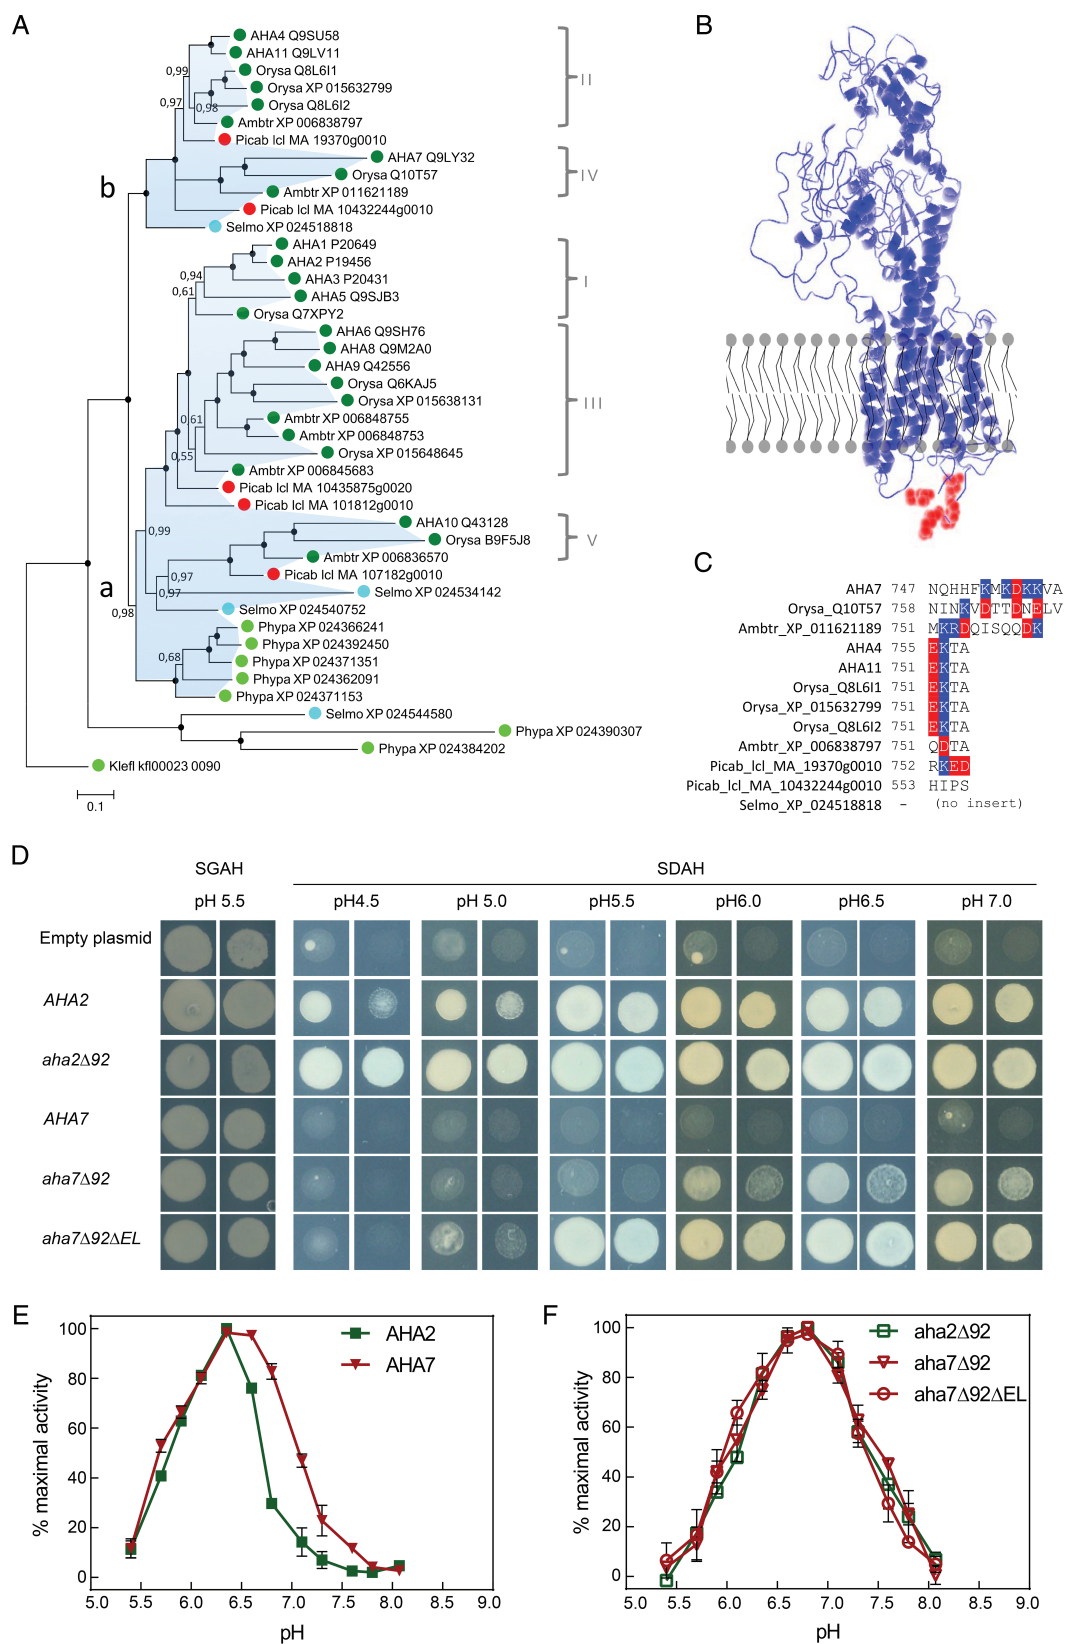 A
AHA4 Q9SU58
AHA11 Q9LV11
Orysa Q8L6I1
0,99
Orysa XP 015632799
0,97
0,98
Orysa Q8L6I2
Ambtr XP 006838797
Picab lcl MA 19370g0010
II
AHA7 Q9LY32
Orysa Q10T57
IV
b
Ambtr XP 011621189
Picab lcl MA 10432244g0010
Selmo XP 024518818
AHA1 P20649
AHA2 P19456
0,94
AHA3 P20431
I
0,61
AHA5 Q9SJB3
Orysa Q7XPY2
AHA6 Q9SH76
AHA8 Q9M2A0
AHA9 Q42556
Orysa Q6KAJ5
Orysa XP 015638131
III
0,61
Ambtr XP 006848755
Ambtr XP 006848753
0,55
Orysa XP 015648645
Ambtr XP 006845683
Picab lcl MA 10435875g0020
Picab lcl MA 101812g0010
0,99
AHA10 Q43128
Orysa B9F5J8
V
Ambtr XP 006836570
0,97
Picab lcl MA 107182g0010
a
0,97
Selmo XP 024534142
0,98
Selmo XP 024540752
Phypa XP 024366241
Phypa XP 024392450
0,68
Phypa XP 024371351
Phypa XP 024362091
Phypa XP 024371153
Selmo XP 024544580
Phypa XP 024390307
Phypa XP 024384202
Klefl kfl00023 0090
0.1
B
C
AHA7 747 NQHHFKMKDKKVA
Orysa_Q10T57 758 NINKVDTTDNELV
Ambtr_XP_011621189 751 MKRDQISQQDK
AHA4 755 EKTA
AHA11 751 EKTA
Orysa_Q8L6I1 751 EKTA
Orysa_XP_015632799 751 EKTA
Orysa_Q8L6I2 751 EKTA
Ambtr_XP_006838797 751 QDTA
Picab_lcl_MA_19370g0010 752 RKED
Picab_lcl_MA_10432244g0010 553 HIPS
Selmo_XP_024518818 – (no insert)
D
SGAH SDAH
pH 5.5 pH4.5 pH 5.0 pH5.5 pH6.0 pH6.5 pH 7.0
Empty plasmid
AHA2
aha2Δ92
AHA7
aha7Δ92
aha7Δ92ΔEL
E
AHA2
AHA7
% maximal activity
100
80
60
40
20
0
5.0 5.5 6.0 6.5 7.0 7.5 8.0 8.5 9.0
pH
F
aha2Δ92
aha7Δ92
aha7Δ92ΔEL
% maximal activity
100
80
60
40
20
0
5.0 5.5 6.0 6.5 7.0 7.5 8.0 8.5 9.0
pH